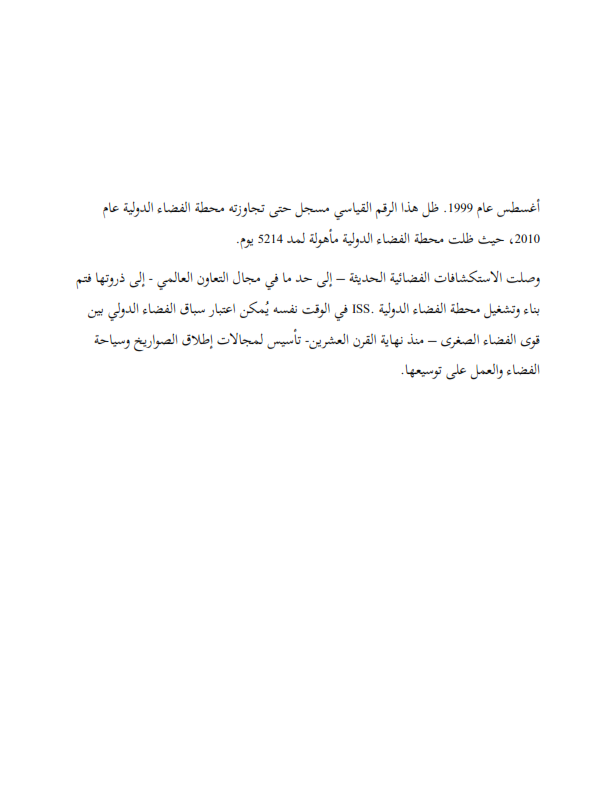 أغسطس عام 1999. ظل هذا الرقم القياسي مسجل حتى تجاوزته محطة الفضاء الدولية عام
2010، حيث ظلت محطة الفضاء الدولية مأهولة لمد 5214 يوم.
وصلت الاستكشافات الفضائية الحديثة – إلى حد ما في مجال التعاون العالمي - إلى ذروتها فتم
بناء وتشغيل محطة الفضاء الدولية .ISS في الوقت نفسه يُمكن اعتبار سباق الفضاء الدولي بين
قوى الفضاء الصغرى – منذ نهاية القرن العشرين- تأسيس لمجالات إطلاق الصواريخ وسياحة
الفضاء والعمل على توسيعها.